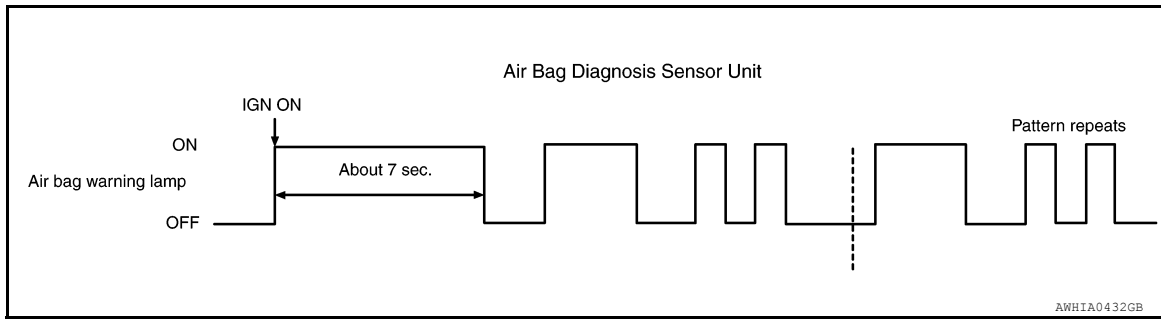 Air Bag Diagnosis Sensor Unit
IGN ON
ON
Pattern repeats
About 7 sec.
Air bag warning lamp
OFF
AWHIA0432GB